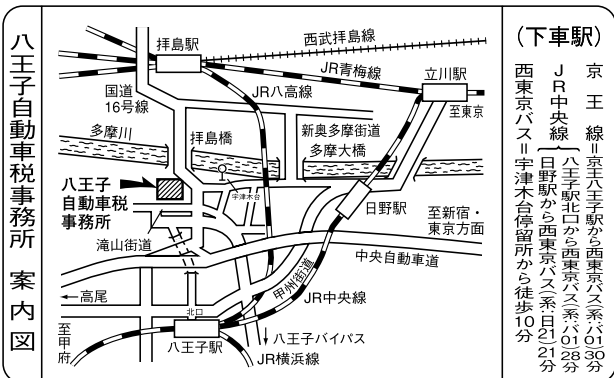 八王子自動車税事務所 案内図
拝島駅
西武拝島線
JR青梅線
立川駅
至東京
国道
16号線
JR八高線
多摩川
拝島橋
新奥多摩街道
多摩大橋
八王子
自動車税
事務所
宇津木台
日野駅
至新宿・
東京方面
滝山街道
中央自動車道
甲州街道
高尾
北口
JR中央線
至甲府
八王子駅
八王子バイパス
JR横浜線
(下車駅)
京王線=京王八王子駅から西東京バス(系:パ01)30分
JR中央線
八王子駅北口から西東京バス(系:パ01)28分
日野駅から西東京バス(系:日21)21分
西東京バス=宇津木台停留所から徒歩10分